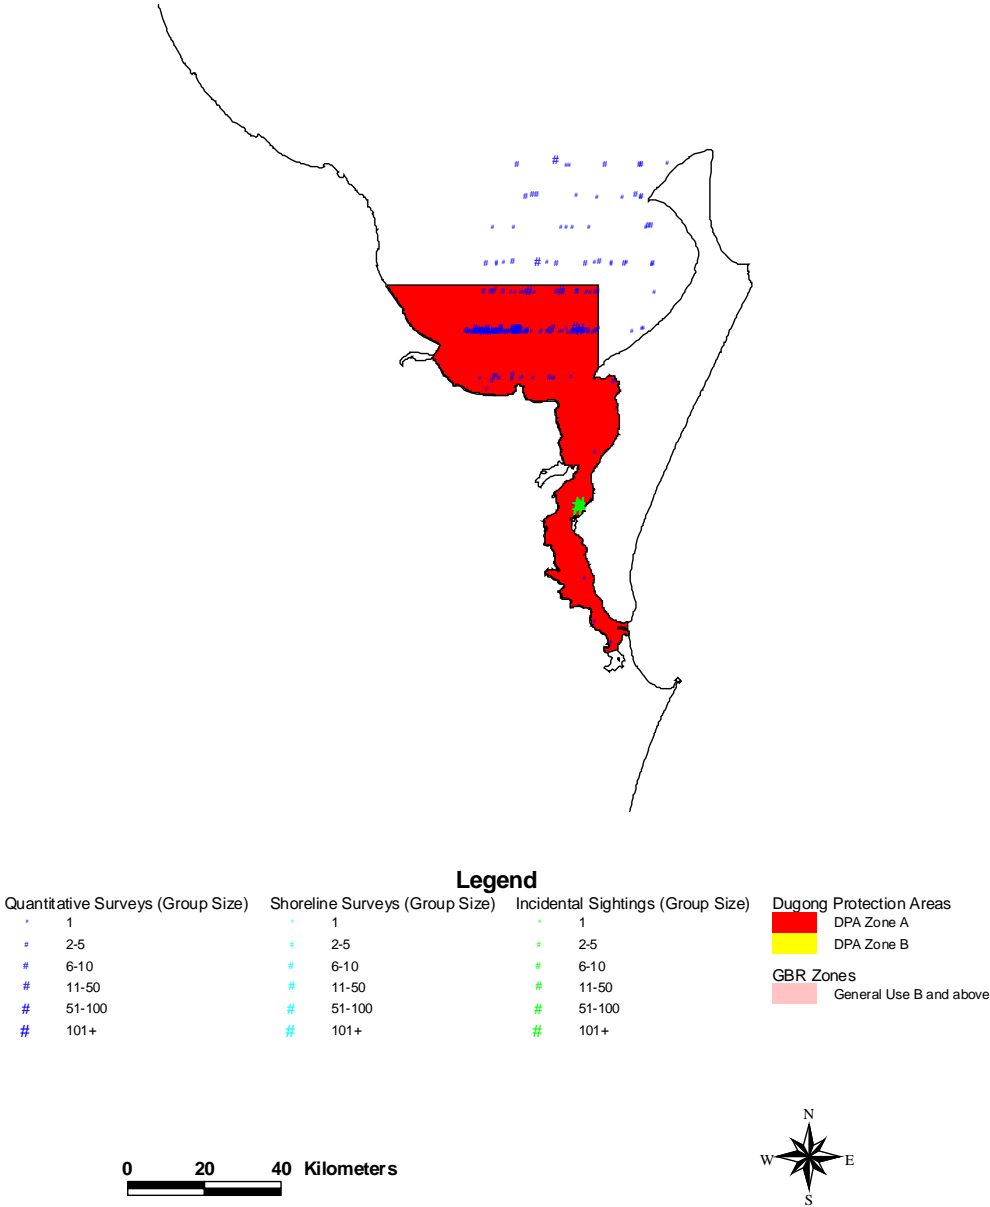 Legend
Quantitative Surveys (Group Size) Shoreline Surveys (Group Size) Incidental Sightings (Group Size) Dugong Protection Areas
# 1 # 1 # 1 DPA Zone A
# 2-5 # 2-5 # 2-5 DPA Zone B
# 6-10 # 6-10 # 6-10 GBR Zones
# 11-50 # 11-50 # 11-50 General Use B and above
# 51-100 # 51-100 # 51-100
# 101+ # 101+ # 101+
N
W E
S
0 20 40 Kilometers